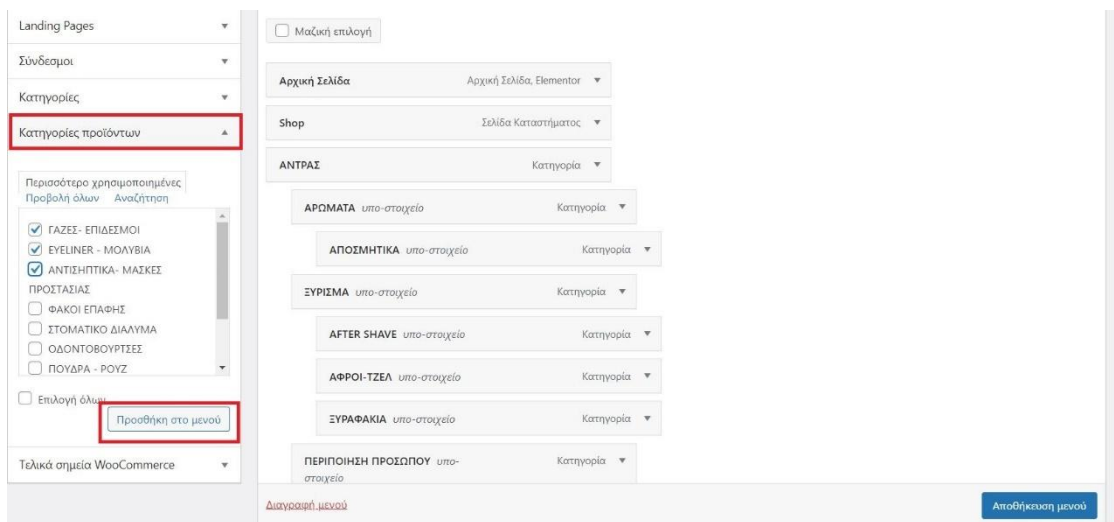 Landing Pages
Σύνδεσμοι
Κατηγορίες
Κατηγορίες προϊόντων
Περισσότερο χρησιμοποιημένες
Προβολή όλων Αναζήτηση
ΓΑΖΕΣ- ΕΠΙΔΕΣΜΟΙ
EYELINER - ΜΟΛΥΒΙΑ
ΑΝΤΙΣΗΠΤΙΚΑ- ΜΑΣΚΕΣ
ΠΡΟΣΤΑΣΙΑΣ
ΦΑΚΟΙ ΕΠΑΦΗΣ
ΣΤΟΜΑΤΙΚΟ ΔΙΑΛΥΜΑ
ΟΔΟΝΤΟΒΟΥΡΤΣΕΣ
ΠΟΥΔΡΑ - ΡΟΥΖ
Επιλογή όλων
Προσθήκη στο μενού
Τελικά σημεία WooCommerce
Μαζική επιλογή
Αρχική Σελίδα Αρχική Σελίδα, Elementor
Shop Σελίδα Καταστήματος
ΑΝΤΡΑΣ Κατηγορία
ΑΡΩΜΑΤΑ υπο-στοιχείο Κατηγορία
ΑΠΟΣΜΗΤΙΚΑ υπο-στοιχείο Κατηγορία
ΞΥΡΙΣΜΑ υπο-στοιχείο Κατηγορία
AFTER SHAVE υπο-στοιχείο Κατηγορία
ΑΦΡΟΙ-ΤΖΕΛ υπο-στοιχείο Κατηγορία
ΞΥΡΑΦΑΚΙΑ υπο-στοιχείο Κατηγορία
ΠΕΡΙΠΟΙΗΣΗ ΠΡΟΣΩΠΟΥ υπο- Κατηγορία
στοιχείο
Διαγραφή μενού
Αποθήκευση μενού